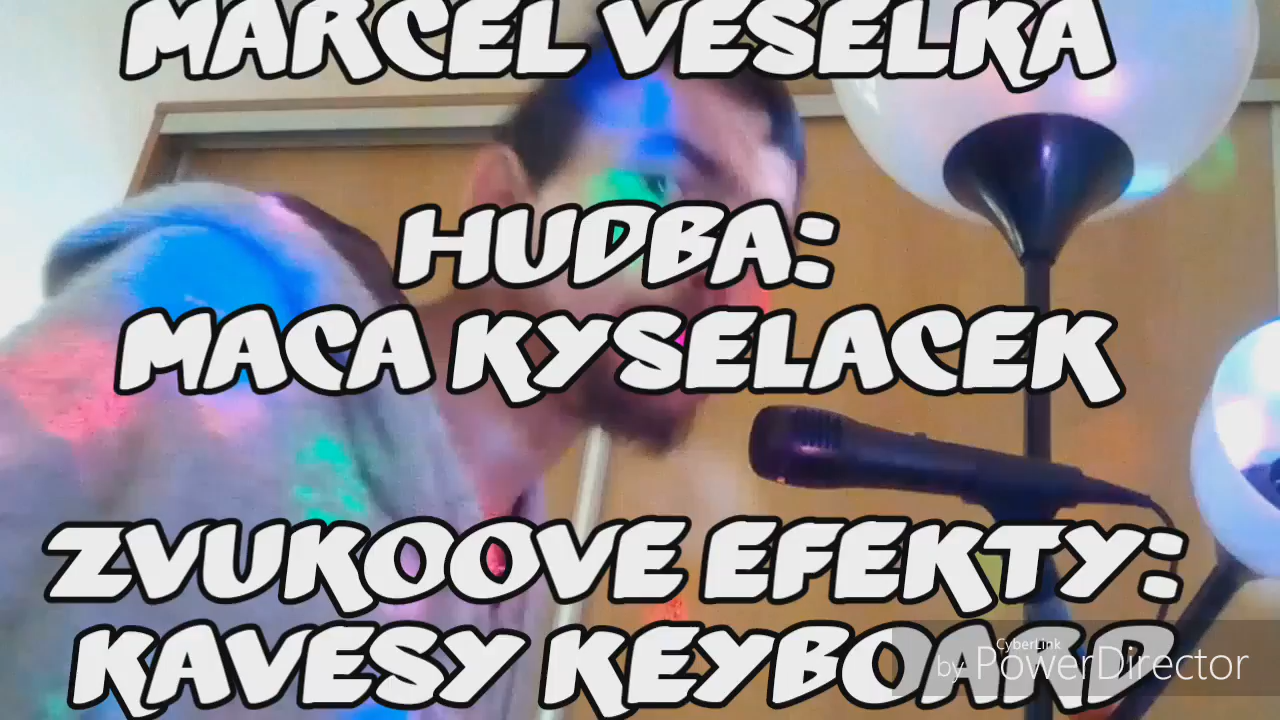 MARCEL VESELKA
HUDBA:
MACA KYSELACEK
ZVUKOOVE EFEKTY:
KAVESY KEYBOARD
CyberLink
by PowerDirector